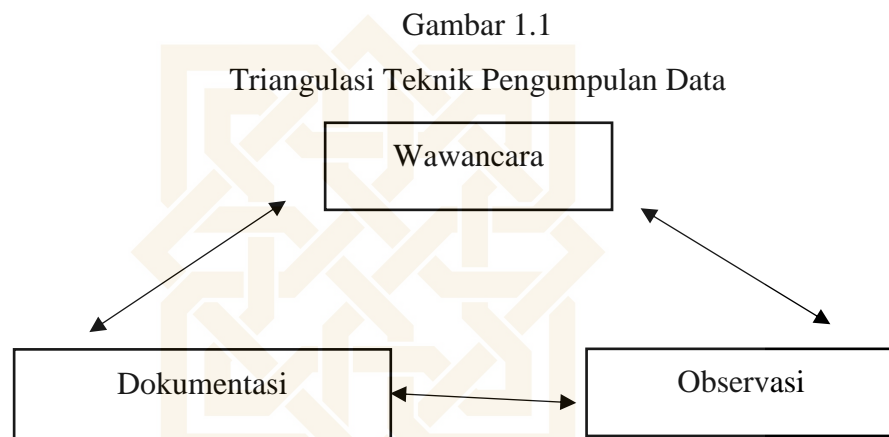 Gambar 1.1
Triangulasi Teknik Pengumpulan Data
Wawancara
Dokumentasi
Observasi